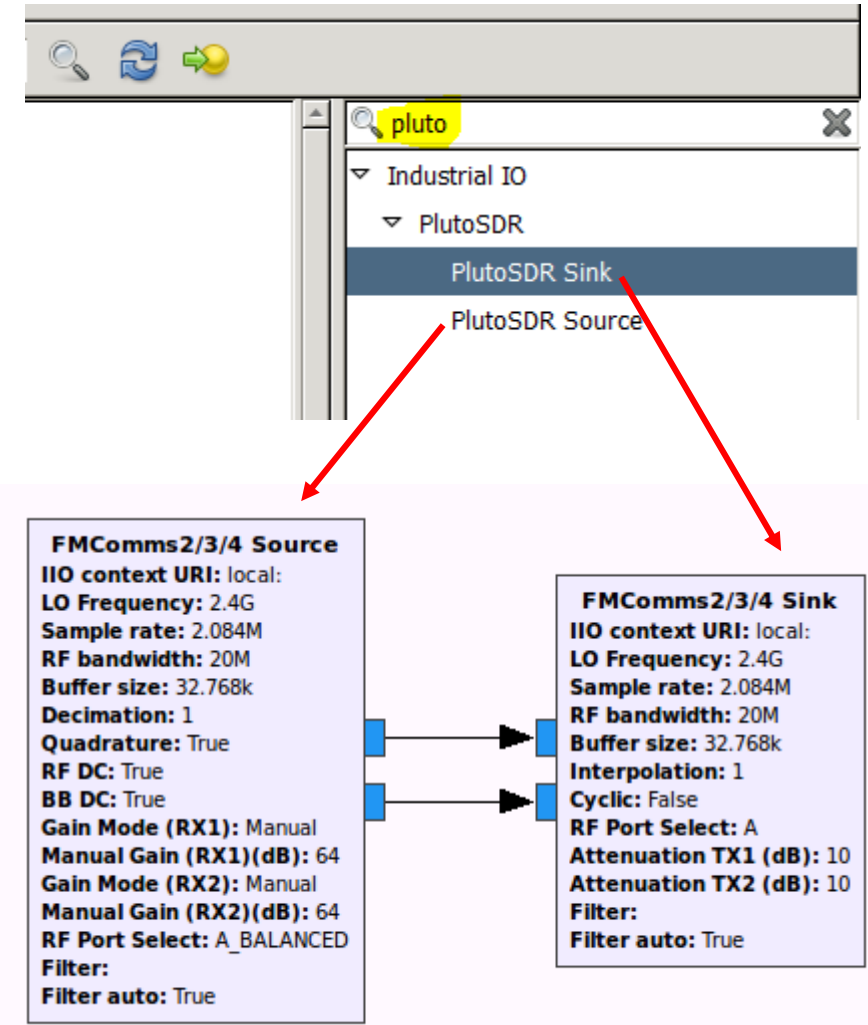 pluto
Industrial IO
PlutoSDR
PlutoSDR Sink
PlutoSDR Source
FMComms2/3/4 Source
IIO context URI: local:
LO Frequency: 2.4G
Sample rate: 2.084M
RF bandwidth: 20M
Buffer size: 32.768k
Decimation: 1
Quadrature: True
RF DC: True
BB DC: True
Gain Mode (RX1): Manual
Manual Gain (RX1)(dB): 64
Gain Mode (RX2): Manual
Manual Gain (RX2)(dB): 64
RF Port Select: A_BALANCED
Filter:
Filter auto: True
FMComms2/3/4 Sink
IIO context URI: local:
LO Frequency: 2.4G
Sample rate: 2.084M
RF bandwidth: 20M
Buffer size: 32.768k
Interpolation: 1
Cyclic: False
RF Port Select: A
Attenuation TX1 (dB): 10
Attenuation TX2 (dB): 10
Filter:
Filter auto: True